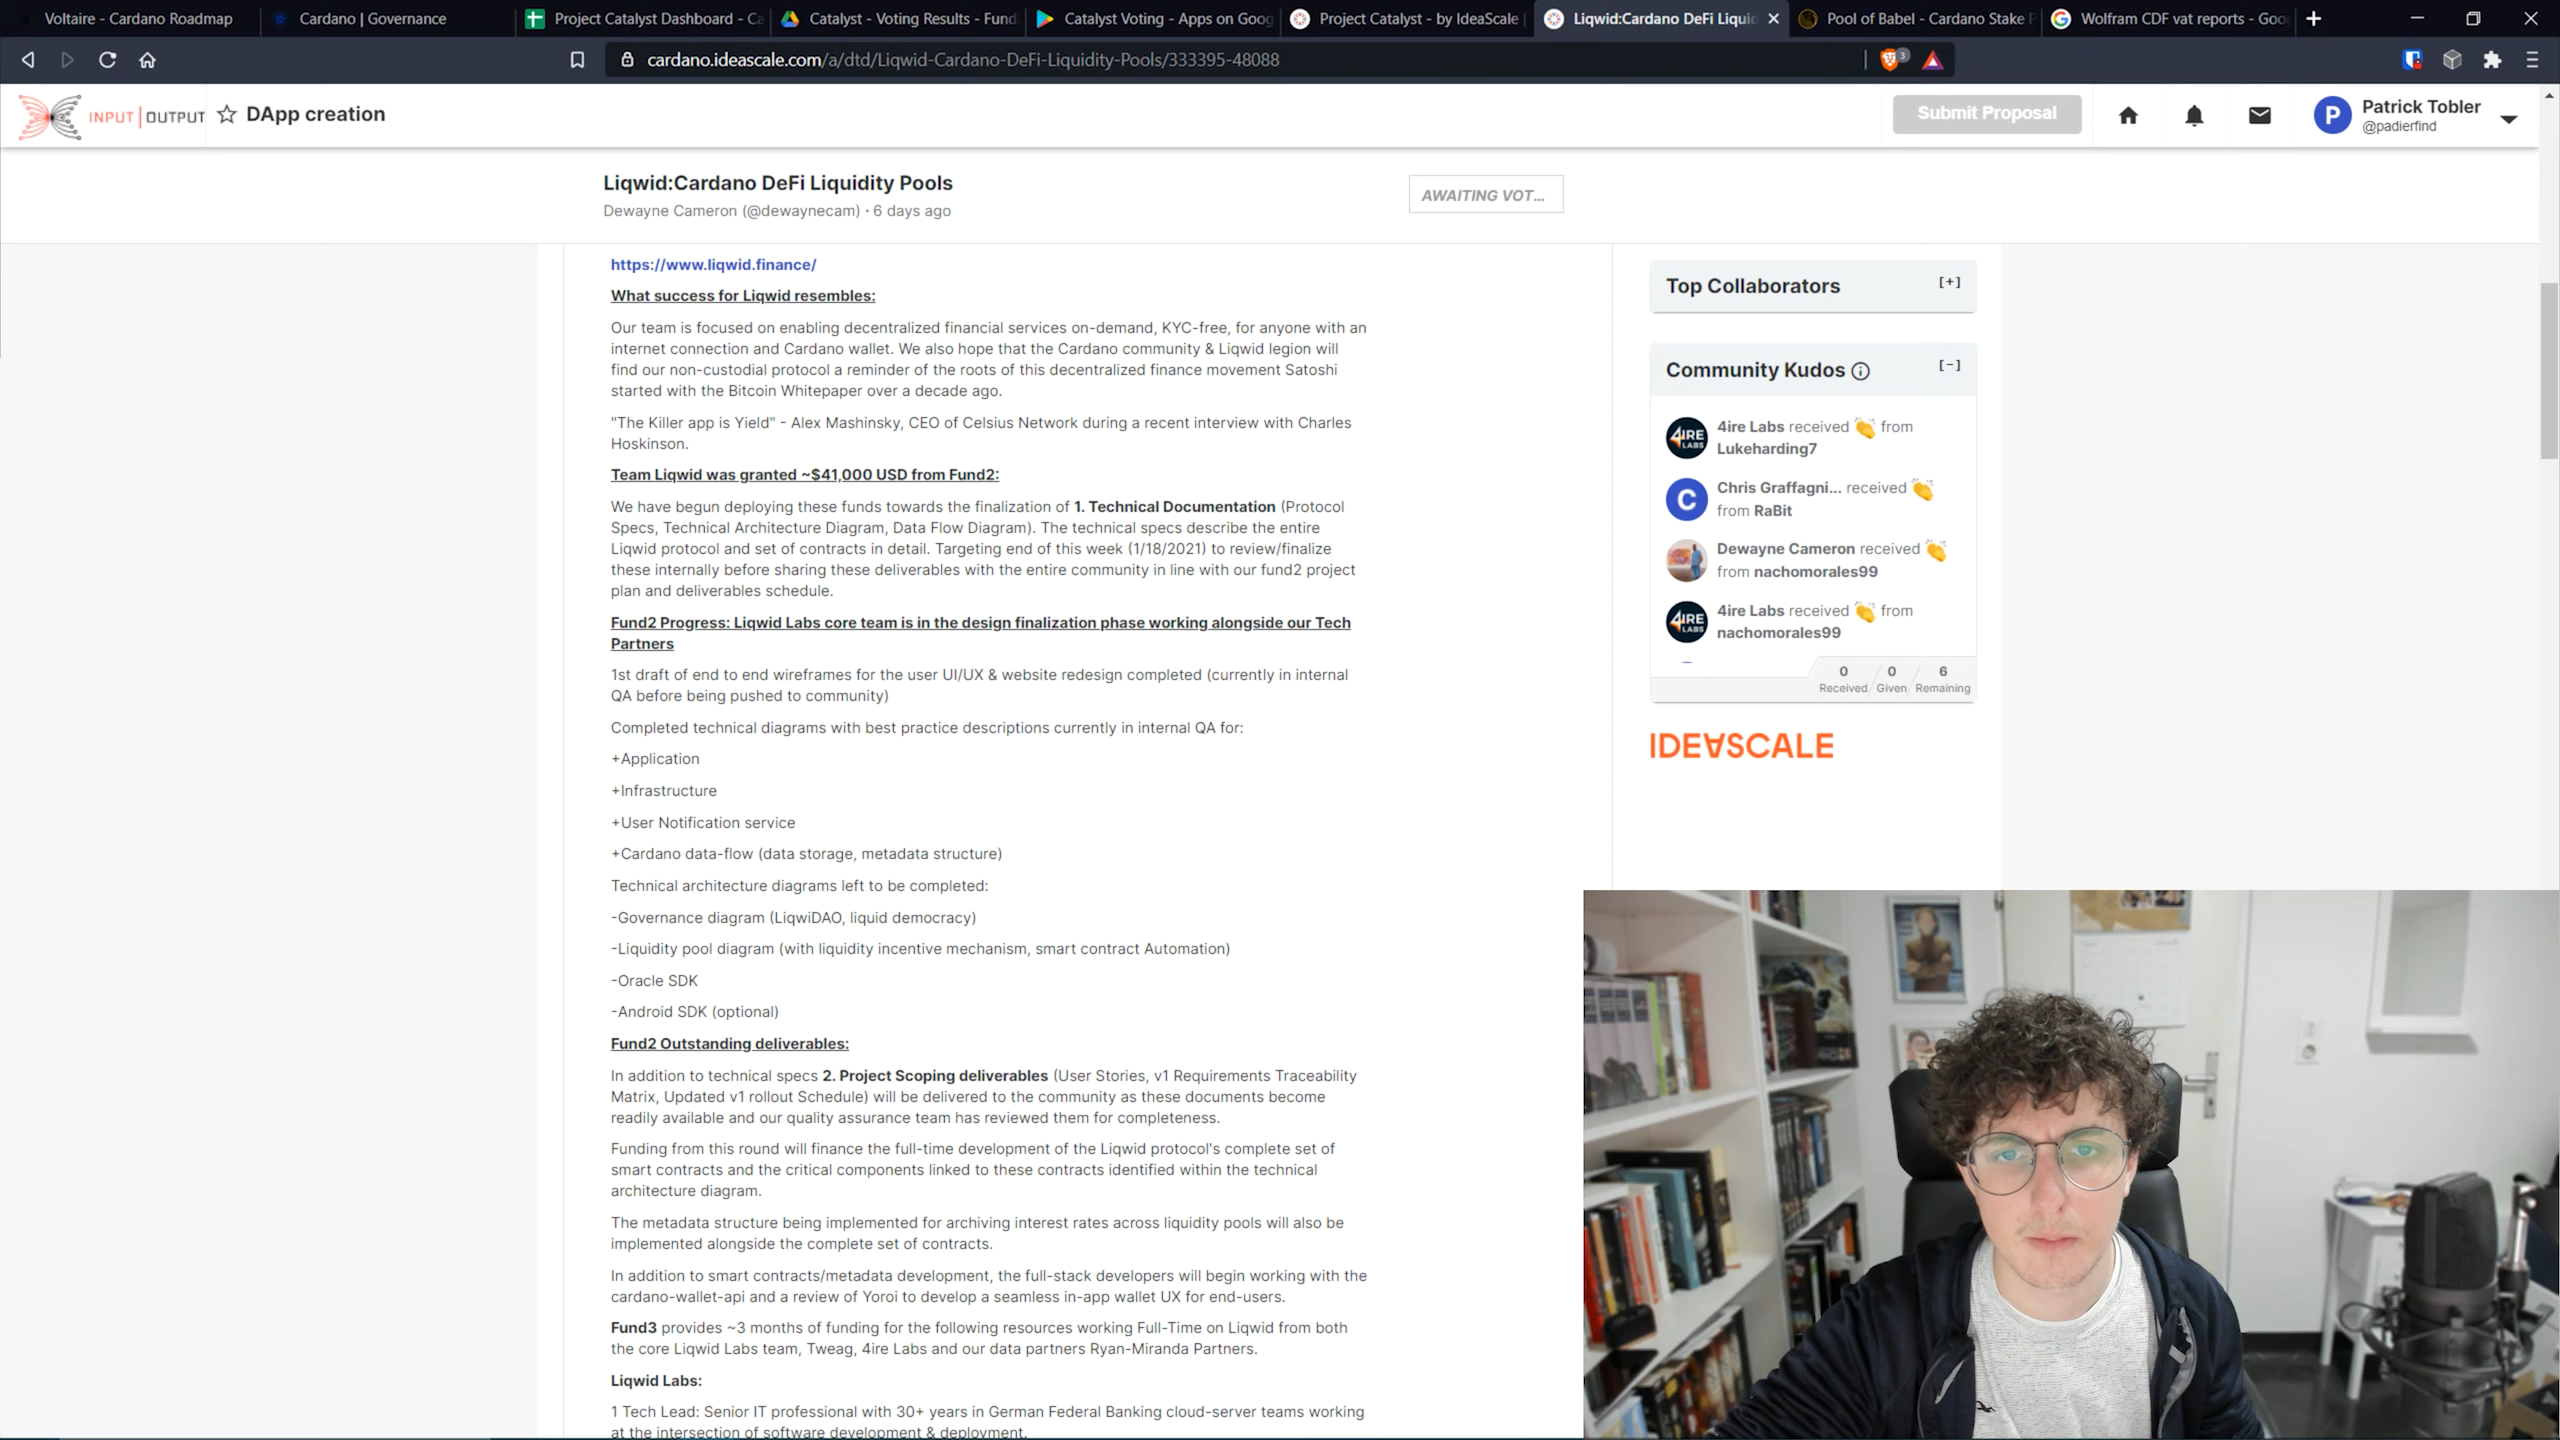 Voltaire - Cardano Roadmap
Cardano | Governance
Project Catalyst Dashboard - Ca
Catalyst - Voting Results - Fund
Catalyst Voting - Apps on Goog
Project Catalyst - by IdeaScale
Liqwid:Cardano DeFi Liquid
Pool of Babel - Cardano Stake P
Wolfram CDF vat reports - Goo
cardano.ideascale.com/a/dtd/Liqwid-Cardano-DeFi-Liquidity-Pools/333395-48088
3
INPUT | OUTPUT
DApp creation
Submit Proposal
P
Patrick Tobler
@padierfind
Liqwid:Cardano DeFi Liquidity Pools
Dewayne Cameron (@dewaynecam) · 6 days ago
AWAITING VOT...
https://www.liqwid.finance/
What success for Liqwid resembles:
Our team is focused on enabling decentralized financial services on-demand, KYC-free, for anyone with an
internet connection and Cardano wallet. We also hope that the Cardano community & Liqwid legion will
find our non-custodial protocol a reminder of the roots of this decentralized finance movement Satoshi
started with the Bitcoin Whitepaper over a decade ago.
"The Killer app is Yield" - Alex Mashinsky, CEO of Celsius Network during a recent interview with Charles
Hoskinson.
Team Liqwid was granted ~$41,000 USD from Fund2:
We have begun deploying these funds towards the finalization of 1. Technical Documentation (Protocol
Specs, Technical Architecture Diagram, Data Flow Diagram). The technical specs describe the entire
Liqwid protocol and set of contracts in detail. Targeting end of this week (1/18/2021) to review/finalize
these internally before sharing these deliverables with the entire community in line with our fund2 project
plan and deliverables schedule.
Fund2 Progress: Liqwid Labs core team is in the design finalization phase working alongside our Tech
Partners
1st draft of end to end wireframes for the user UI/UX & website redesign completed (currently in internal
QA before being pushed to community)
Completed technical diagrams with best practice descriptions currently in internal QA for:
+Application
+Infrastructure
+User Notification service
+Cardano data-flow (data storage, metadata structure)
Technical architecture diagrams left to be completed:
-Governance diagram (LiqwiDAO, liquid democracy)
-Liquidity pool diagram (with liquidity incentive mechanism, smart contract Automation)
-Oracle SDK
-Android SDK (optional)
Fund2 Outstanding deliverables:
In addition to technical specs 2. Project Scoping deliverables (User Stories, v1 Requirements Traceability
Matrix, Updated v1 rollout Schedule) will be delivered to the community as these documents become
readily available and our quality assurance team has reviewed them for completeness.
Funding from this round will finance the full-time development of the Liqwid protocol's complete set of
smart contracts and the critical components linked to these contracts identified within the technical
architecture diagram.
The metadata structure being implemented for archiving interest rates across liquidity pools will also be
implemented alongside the complete set of contracts.
In addition to smart contracts/metadata development, the full-stack developers will begin working with the
cardano-wallet-api and a review of Yoroi to develop a seamless in-app wallet UX for end-users.
Fund3 provides ~3 months of funding for the following resources working Full-Time on Liqwid from both
the core Liqwid Labs team, Tweag, 4ire Labs and our data partners Ryan-Miranda Partners.
Liqwid Labs:
1 Tech Lead: Senior IT professional with 30+ years in German Federal Banking cloud-server teams working
at the intersection of software development & deployment.
Top Collaborators
[+]
Community Kudos
[-]
4IRE LABS
4ire Labs received 👏 from
Lukeharding7
C
Chris Graffagni... received 👏
from RaBit
Dewayne Cameron received 👏
from nachomorales99
4IRE LABS
4ire Labs received 👏 from
nachomorales99
0 0 6
Received Given Remaining
IDEASCALE